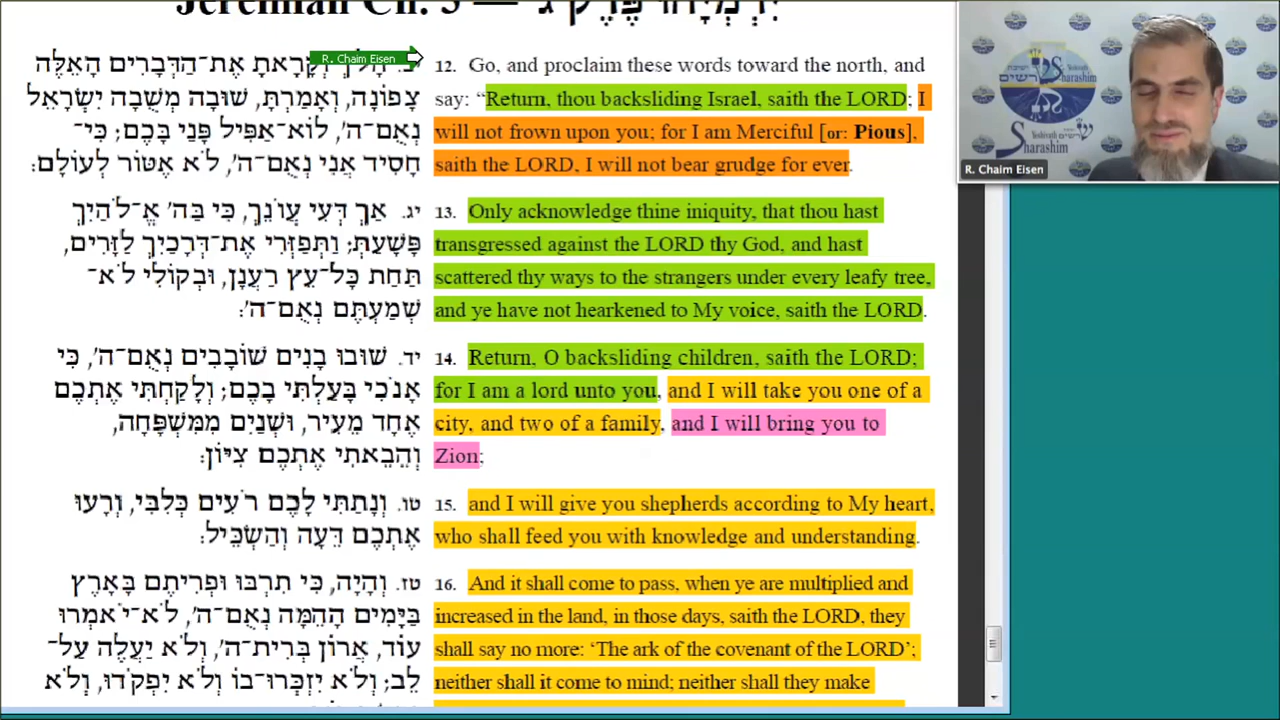 Jeremiah Ch. 3 — יִרְמְיָהוּ פֶּרֶק ג
R. Chaim Eisen
וְקָרָאתָ אֶת־הַדְּבָרִים הָאֵלֶּה
צָפוֹנָה, וְאָמַרְתָּ, שׁוּבָה מְשֻׁבָה יִשְׂרָאֵל
נְאֻם־ה', לוֹא־אַפִּיל פָּנַי בָּכֶם; כִּי־
חָסִיד אֲנִי נְאֻם־ה', לֹא אֶטּוֹר לְעוֹלָם:
12. Go, and proclaim these words toward the north, and
say: “Return, thou backsliding Israel, saith the LORD; I
will not frown upon you; for I am Merciful [or: Pious],
saith the LORD, I will not bear grudge for ever.
יג. אַךְ דְּעִי עֲוֹנֵךְ, כִּי בַּה' אֱ־לֹהַיִךְ
פָּשָׁעַתְּ; וַתְּפַזְּרִי אֶת־דְּרָכַיִךְ לַזָּרִים,
תַּחַת כָּל־עֵץ רַעֲנָן, וּבְקוֹלִי לֹא־
שְׁמַעְתֶּם נְאֻם־ה':
13. Only acknowledge thine iniquity, that thou hast
transgressed against the LORD thy God, and hast
scattered thy ways to the strangers under every leafy tree,
and ye have not hearkened to My voice, saith the LORD.
יד. שׁוּבוּ בָנִים שׁוֹבָבִים נְאֻם־ה', כִּי
אָנֹכִי בָּעַלְתִּי בָכֶם; וְלָקַחְתִּי אֶתְכֶם
אֶחָד מֵעִיר, וּשְׁנַיִם מִמִּשְׁפָּחָה,
וְהֵבֵאתִי אֶתְכֶם צִיּוֹן:
14. Return, O backsliding children, saith the LORD;
for I am a lord unto you, and I will take you one of a
city, and two of a family, and I will bring you to
Zion;
טו. וְנָתַתִּי לָכֶם רֹעִים כְּלִבִּי, וְרָעוּ
אֶתְכֶם דֵּעָה וְהַשְׂכֵּיל:
15. and I will give you shepherds according to My heart,
who shall feed you with knowledge and understanding.
טז. וְהָיָה, כִּי תִרְבּוּ וּפְרִיתֶם בָּאָרֶץ
בַּיָּמִים הָהֵמָּה נְאֻם־ה', לֹא־יֹאמְרוּ
עוֹד, אֲרוֹן בְּרִית־ה', וְלֹא יַעֲלֶה עַל־
לֵב; וְלֹא יִזְכְּרוּ־בוֹ וְלֹא יִפְקֹדוּ, וְלֹא
16. And it shall come to pass, when ye are multiplied and
increased in the land, in those days, saith the LORD, they
shall say no more: ‘The ark of the covenant of the LORD’;
neither shall it come to mind; neither shall they make
Sharashim
Yeshivath
Sharashim
R. Chaim Eisen